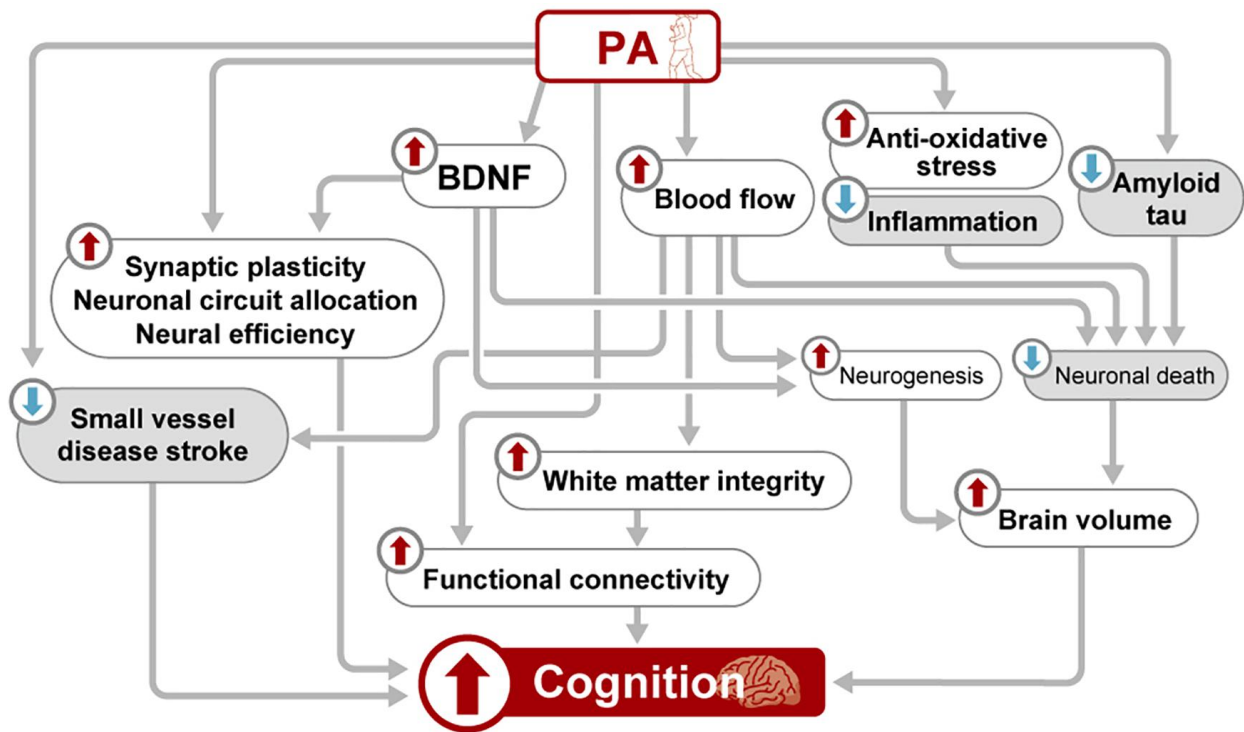 PA
BDNF
Blood flow
Anti-oxidative
stress
Inflammation
Amyloid
tau
Synaptic plasticity
Neuronal circuit allocation
Neural efficiency
Neurogenesis
Neuronal death
Small vessel
disease stroke
White matter integrity
Brain volume
Functional connectivity
Cognition